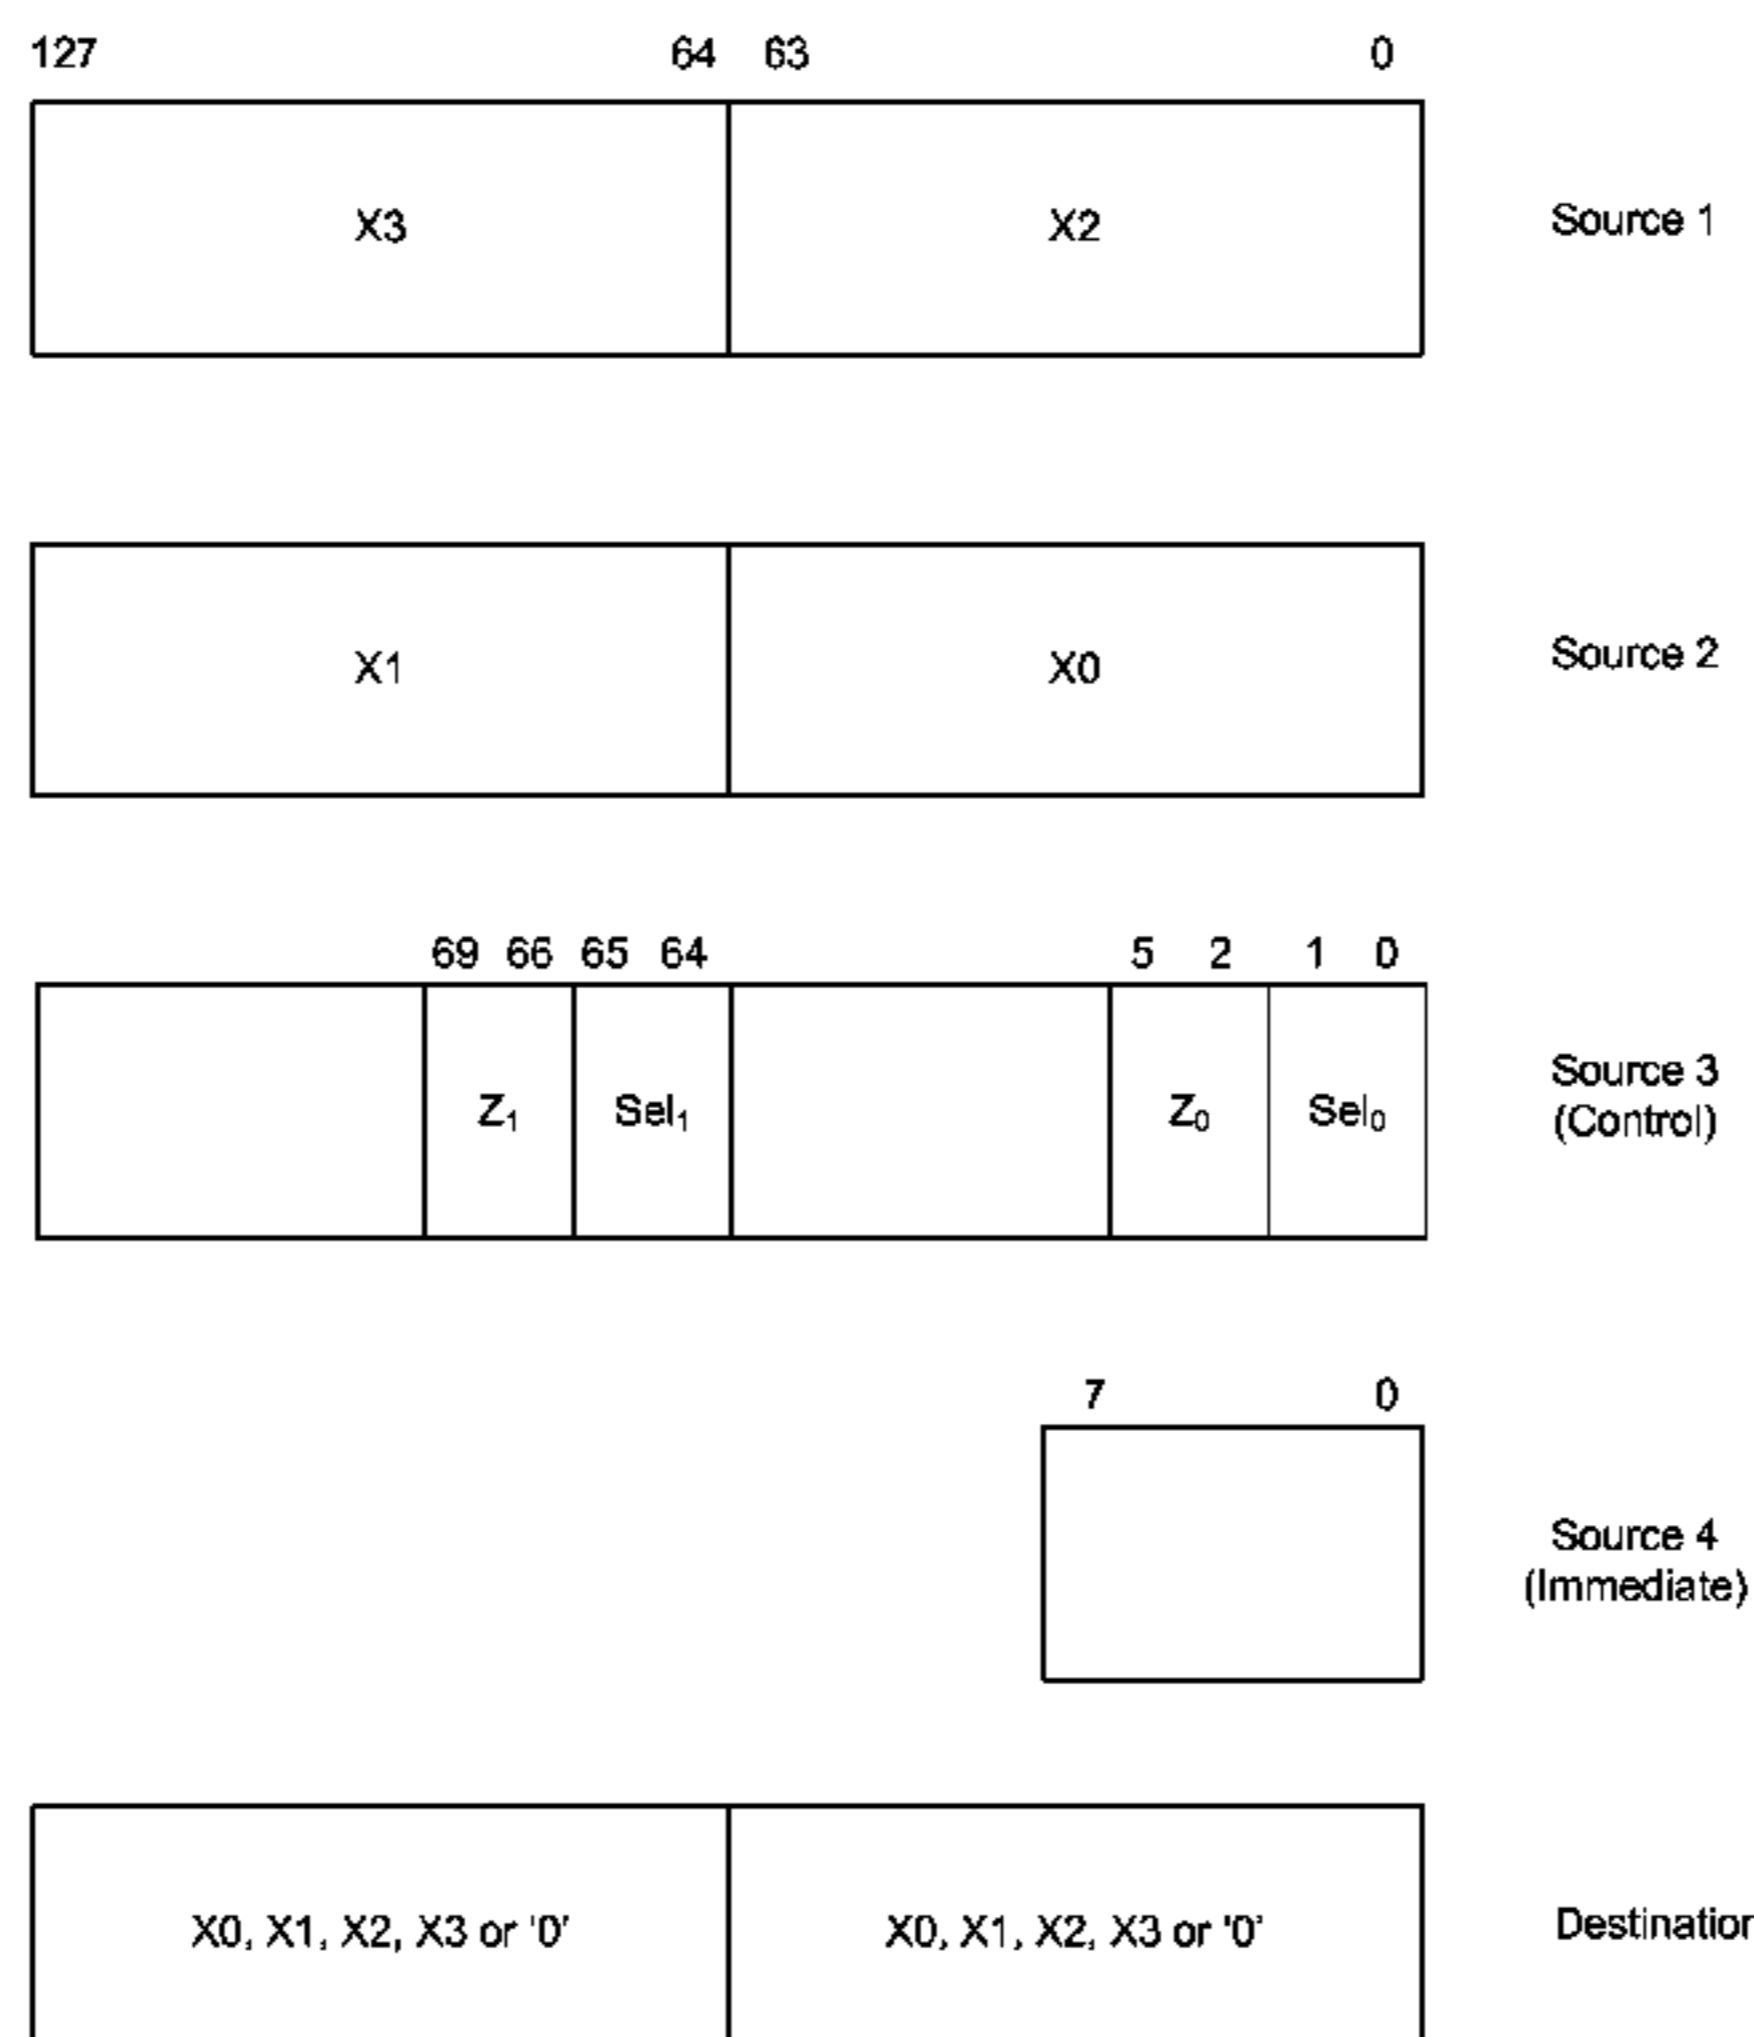 127 64 63 0
X3 X2 Source 1
X1 X0 Source 2
69 66 65 64 5 2 1 0
Z₁ Sel₁ Z₀ Sel₀ Source 3
(Control)
7 0
Source 4
(Immediate)
X0, X1, X2, X3 or '0' X0, X1, X2, X3 or '0' Destination